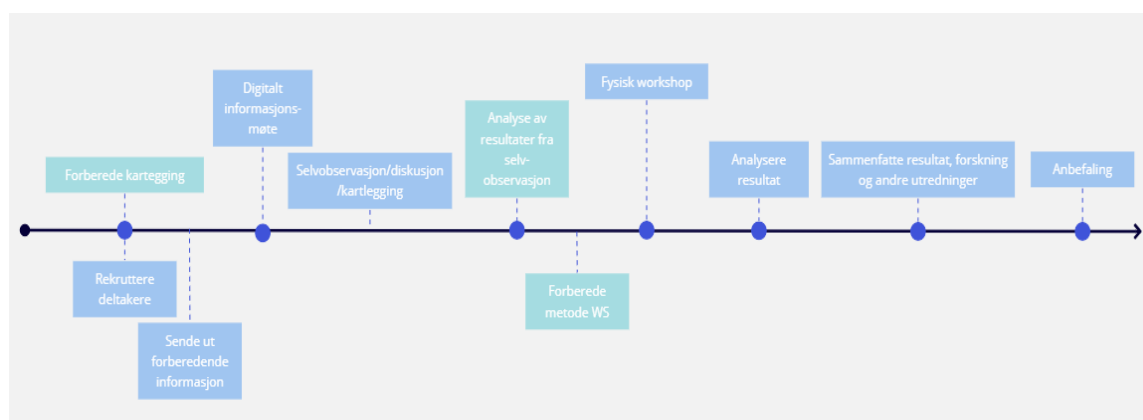 Forberede kartegging
Rekruttere
deltakere
Sende ut
forberedende
informasjon
Digitalt
informasjons-
møte
Selvobservasjon/diskusjon
/kartlegging
Analyse av
resultater fra
selv-
observasjon
Forberede
metode WS
Fysisk workshop
Analysere
resultat
Sammenfatte resultat, forskning
og andre utredninger
Anbefaling